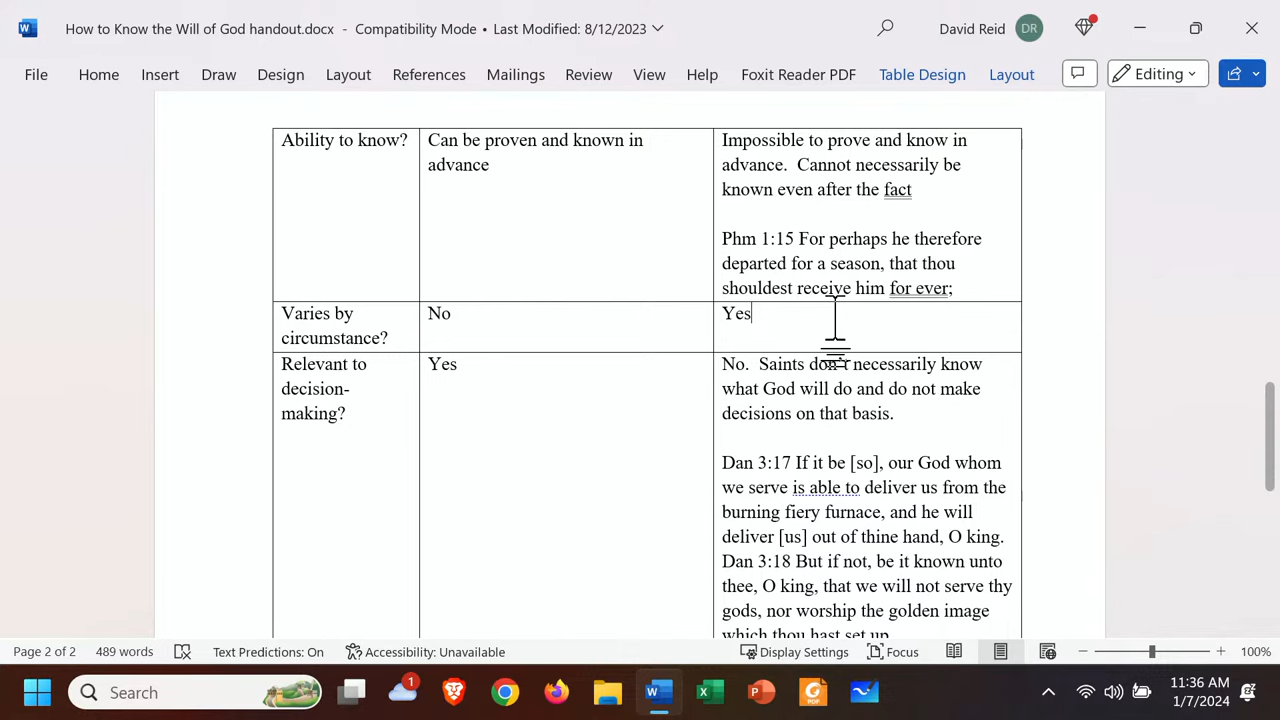 How to Know the Will of God handout.docx - Compatibility Mode • Last Modified: 8/12/2023
David Reid
DR
File Home Insert Draw Design Layout References Mailings Review View Help Foxit Reader PDF Table Design Layout
Editing
Ability to know?
Can be proven and known in
advance
Impossible to prove and know in
advance. Cannot necessarily be
known even after the fact
Phm 1:15 For perhaps he therefore
departed for a season, that thou
shouldest receive him for ever;
Varies by
circumstance?
No
Yes
Relevant to
decision-
making?
Yes
No. Saints don't necessarily know
what God will do and do not make
decisions on that basis.
Dan 3:17 If it be [so], our God whom
we serve is able to deliver us from the
burning fiery furnace, and he will
deliver [us] out of thine hand, O king.
Dan 3:18 But if not, be it known unto
thee, O king, that we will not serve thy
gods, nor worship the golden image
which thou hast set up.
Page 2 of 2 489 words Text Predictions: On Accessibility: Unavailable Display Settings Focus 100%
Search
1
11:36 AM
1/7/2024